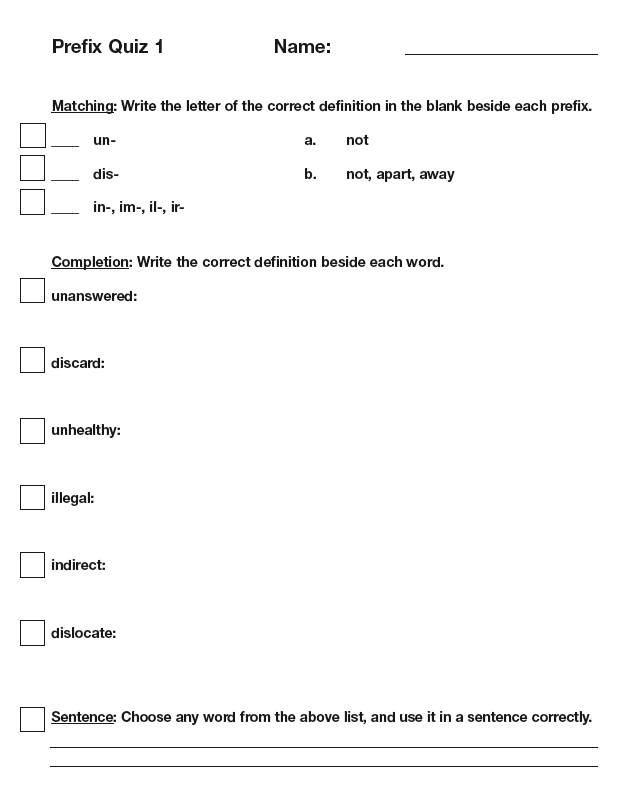 Prefix Quiz 1 Name: ____________________
Matching: Write the letter of the correct definition in the blank beside each prefix.
____ un- a. not
____ dis- b. not, apart, away
____ in-, im-, il-, ir-
Completion: Write the correct definition beside each word.
unanswered:
discard:
unhealthy:
illegal:
indirect:
dislocate:
Sentence: Choose any word from the above list, and use it in a sentence correctly.